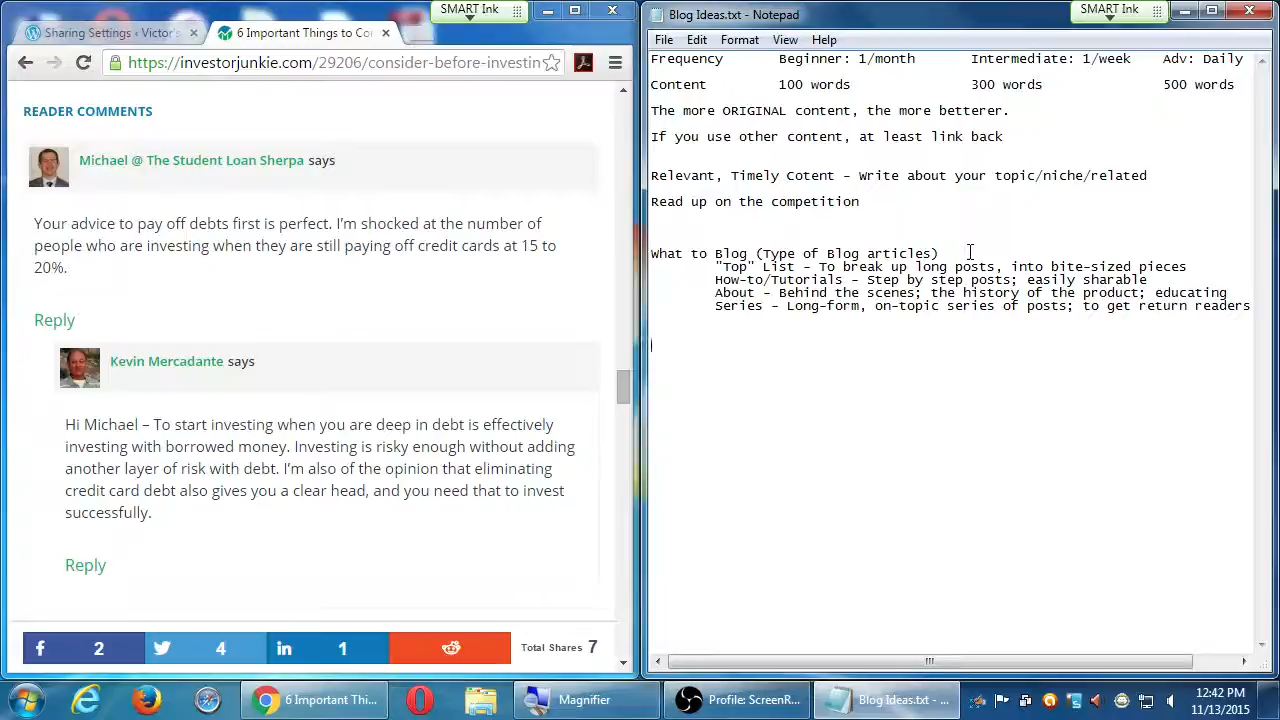 SMART Ink
SMART Ink
Sharing Settings ‹ Victor's
6 Important Things to Con
Blog Ideas.txt - Notepad
https://investorjunkie.com/29206/consider-before-investin
File Edit Format View Help
READER COMMENTS
Michael @ The Student Loan Sherpa says
Your advice to pay off debts first is perfect. I'm shocked at the number of
people who are investing when they are still paying off credit cards at 15 to
20%.
Reply
Kevin Mercadante says
Hi Michael – To start investing when you are deep in debt is effectively
investing with borrowed money. Investing is risky enough without adding
another layer of risk with debt. I'm also of the opinion that eliminating
credit card debt also gives you a clear head, and you need that to invest
successfully.
Reply
2 4 1 Total Shares 7
Frequency Beginner: 1/month Intermediate: 1/week Adv: Daily
Content 100 words 300 words 500 words
The more ORIGINAL content, the more betterer.
If you use other content, at least link back
Relevant, Timely Cotent - Write about your topic/niche/related
Read up on the competition
What to Blog (Type of Blog articles)
"Top" List - To break up long posts, into bite-sized pieces
How-to/Tutorials - Step by step posts; easily sharable
About - Behind the scenes; the history of the product; educating
Series - Long-form, on-topic series of posts; to get return readers
6 Important Thi...
Magnifier
Profile: ScreenR...
Blog Ideas.txt - ...
12:42 PM
11/13/2015